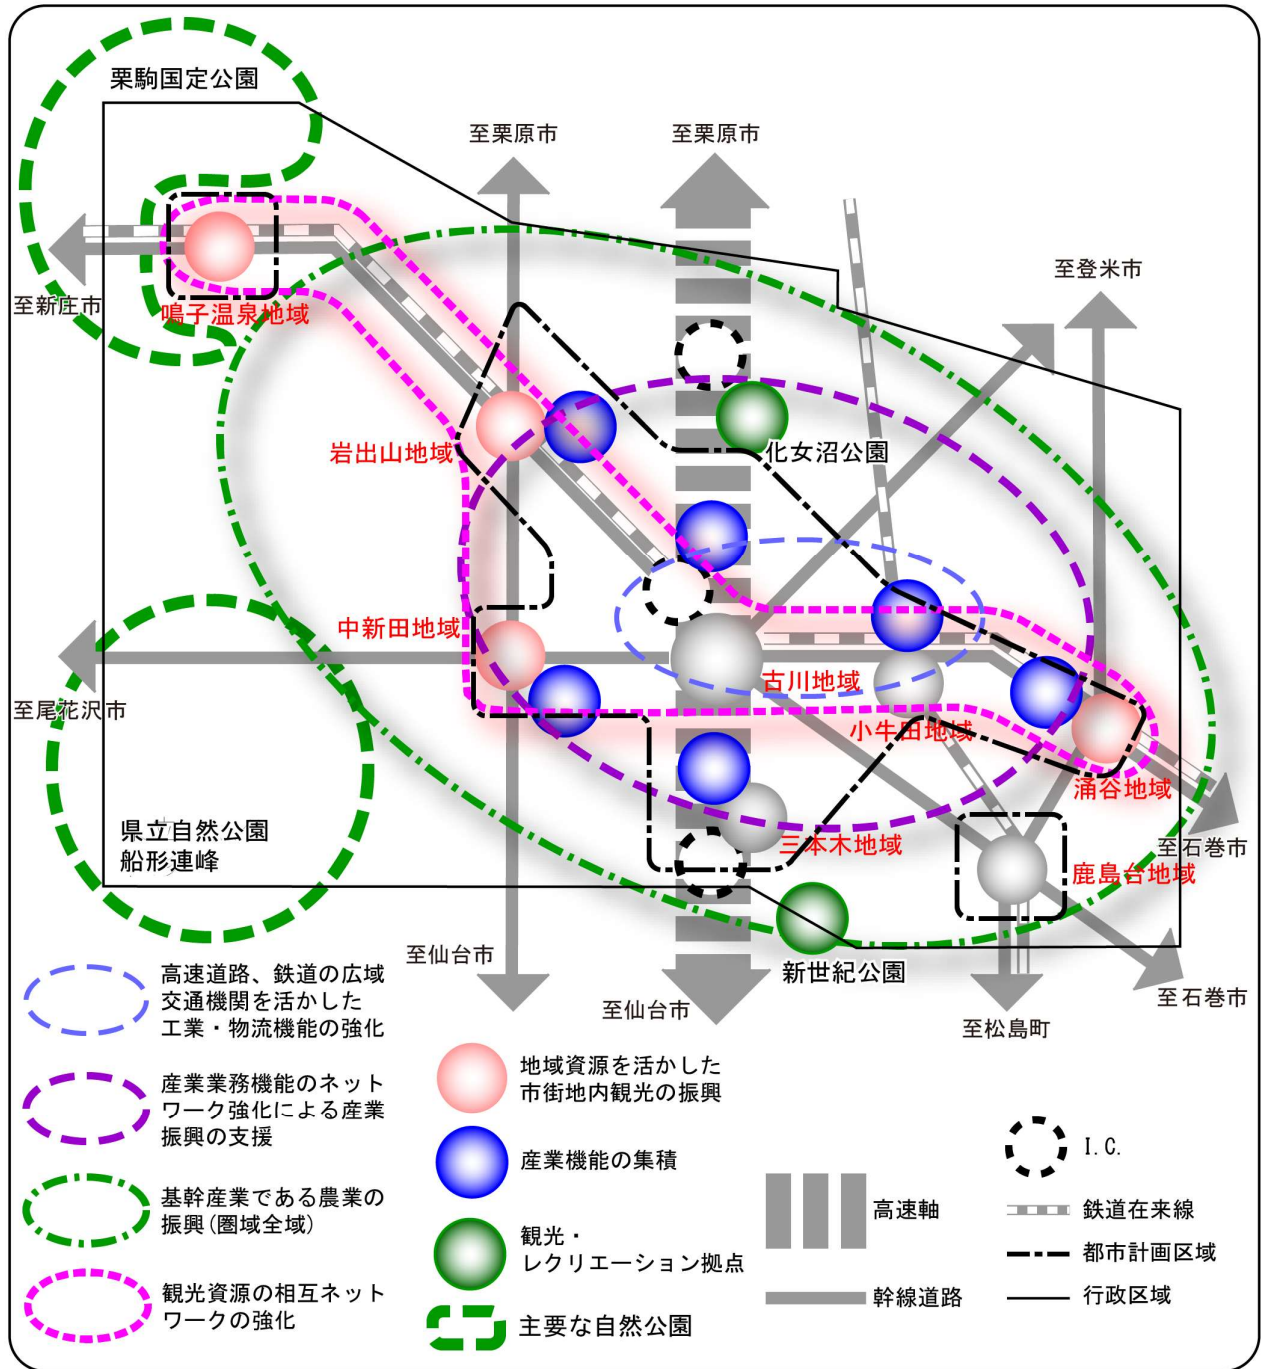 栗駒国定公園
至栗原市
至栗原市
至登米市
至新庄市
鳴子温泉地域
岩出山地域
化女沼公園
中新田地域
古川地域
至尾花沢市
小牛田地域
涌谷地域
県立自然公園
船形連峰
三本木地域
至石巻市
鹿島台地域
至仙台市
新世紀公園
至石巻市
至仙台市
至松島町
高速道路、鉄道の広域
交通機関を活かした
工業・物流機能の強化
産業業務機能のネット
ワーク強化による産業
振興の支援
基幹産業である農業の
振興(圏域全域)
観光資源の相互ネット
ワークの強化
地域資源を活かした
市街地内観光の振興
産業機能の集積
観光・
レクリエーション拠点
主要な自然公園
高速軸
幹線道路
I.C.
鉄道在来線
都市計画区域
行政区域